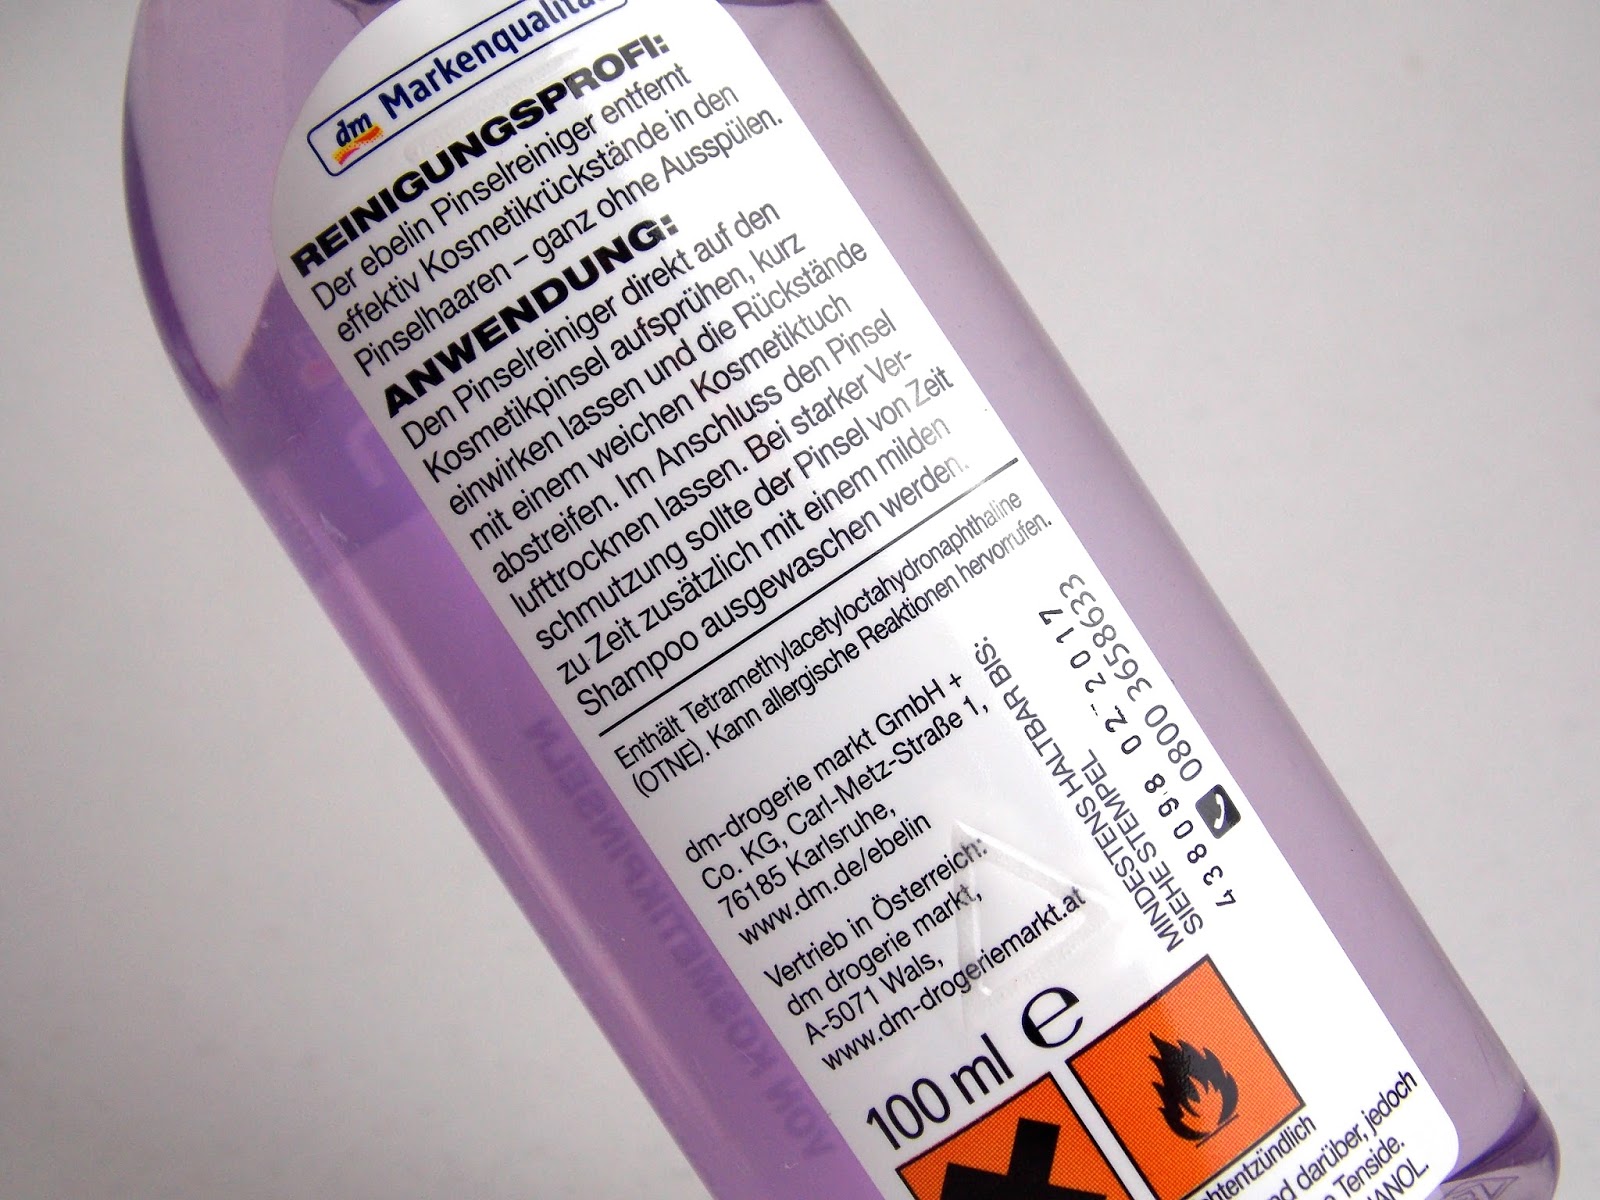 dm Markenqualität
REINIGUNGSPROFI:
Der ebelin Pinselreiniger entfernt
effektiv Kosmetikrückstände in den
Pinselhaaren – ganz ohne Ausspülen.
ANWENDUNG:
Den Pinselreiniger direkt auf den
Kosmetikpinsel aufsprühen, kurz
einwirken lassen und die Rückstände
mit einem weichen Kosmetiktuch
abstreifen. Im Anschluss den Pinsel
lufttrocknen lassen. Bei starker Ver-
schmutzung sollte der Pinsel von Zeit
zu Zeit zusätzlich mit einem milden
Shampoo ausgewaschen werden.
Enthält Tetramethylacetyloctahydronaphthaline
(OTNE). Kann allergische Reaktionen hervorrufen.
dm-drogerie markt GmbH +
Co. KG, Carl-Metz-Straße 1,
76185 Karlsruhe,
www.dm.de/ebelin
Vertrieb in Österreich:
dm drogerie markt,
A-5071 Wals,
www.dm-drogeriemarkt.at
MINDESTENS HALTBAR BIS:
SIEHE STEMPEL
438098 02 2017
0800 3658633
100 ml e
darüber, jedoch
Tenside.